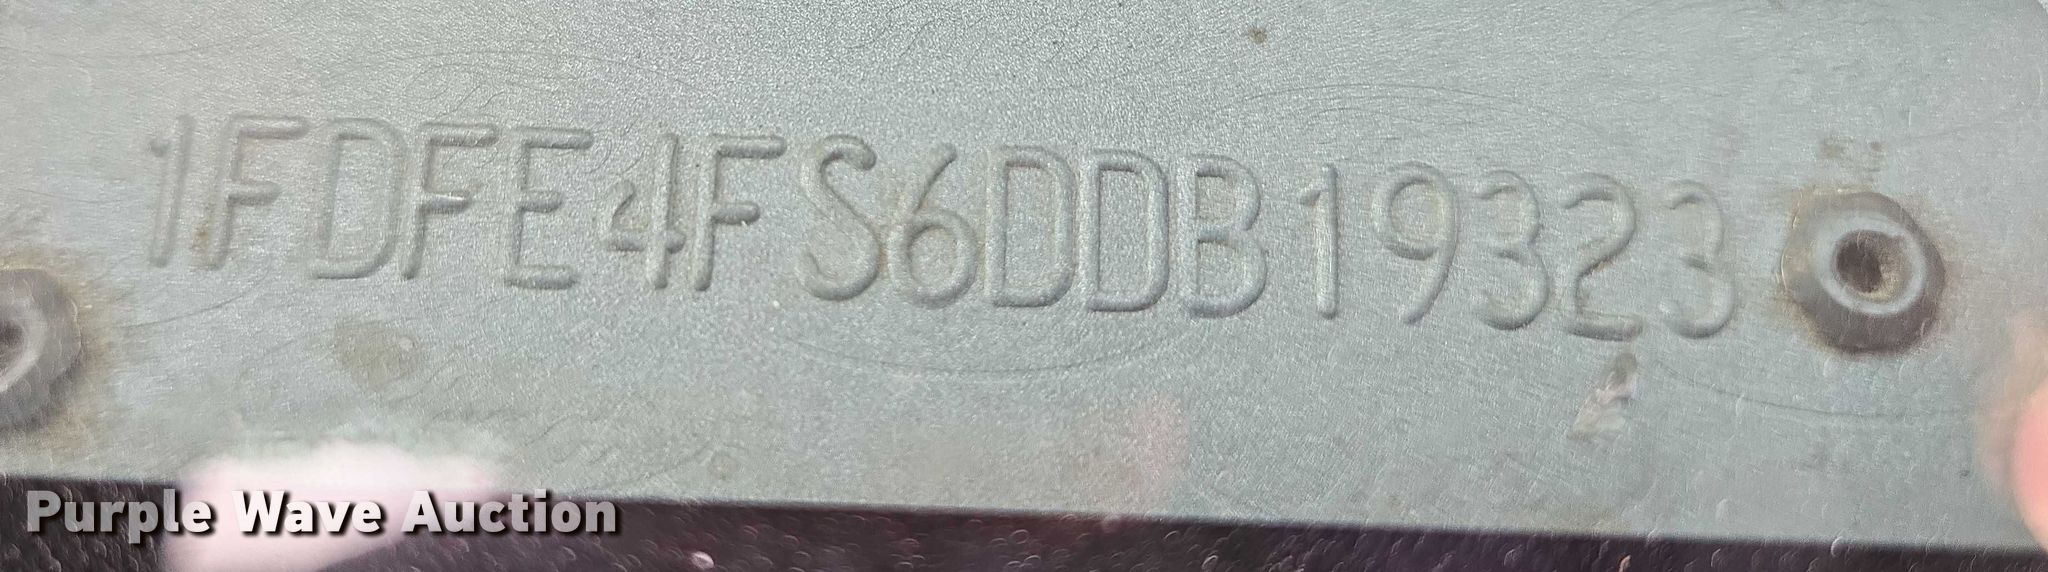 1FDFE4FS6DDB19323
Purple Wave Auction